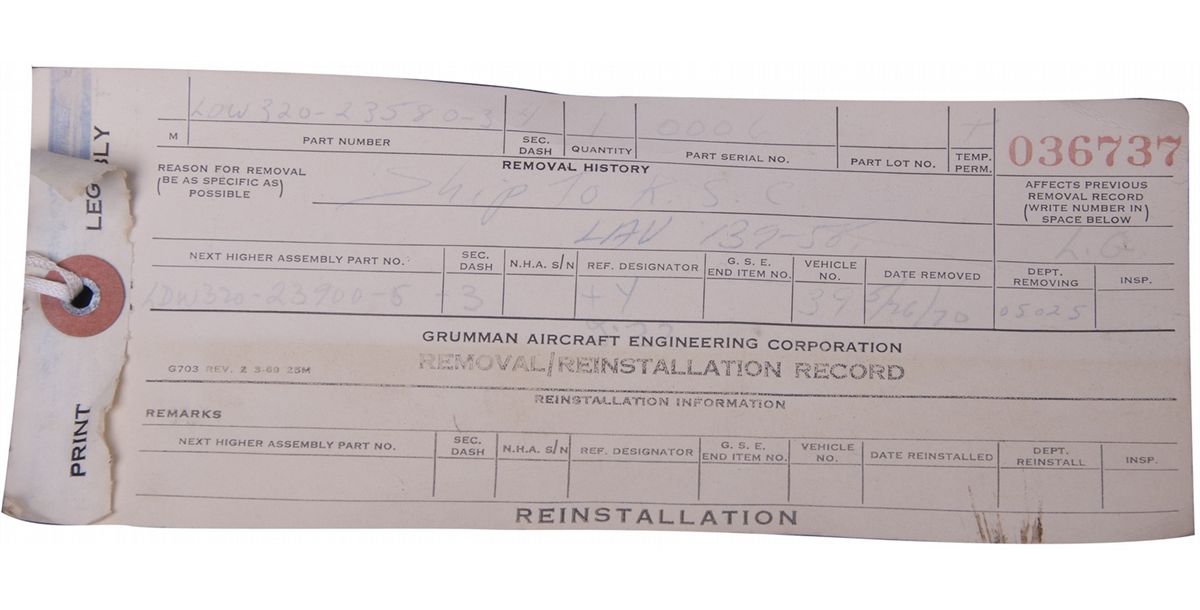 LDW 320-23580-3 4 1 0006
M PART NUMBER SEC. DASH QUANTITY PART SERIAL NO. PART LOT NO. TEMP. PERM. 036737
REMOVAL HISTORY
REASON FOR REMOVAL (BE AS SPECIFIC AS) POSSIBLE
Ship To K.S.C
AFFECTS PREVIOUS REMOVAL RECORD (WRITE NUMBER IN) SPACE BELOW
LAV 139-58
NEXT HIGHER ASSEMBLY PART NO. SEC. DASH N.H.A. S/N REF. DESIGNATOR G. S. E. END ITEM NO. VEHICLE NO. DATE REMOVED DEPT. REMOVING INSP.
LDW320-23900-5 -3 +Y 39 5/26/70 05025
GRUMMAN AIRCRAFT ENGINEERING CORPORATION
G703 REV. 2 3-69 25M REMOVAL/REINSTALLATION RECORD
REINSTALLATION INFORMATION
REMARKS
NEXT HIGHER ASSEMBLY PART NO. SEC. DASH N.H.A. S/N REF. DESIGNATOR G. S. E. END ITEM NO. VEHICLE NO. DATE REINSTALLED DEPT. REINSTALL INSP.
REINSTALLATION
PRINT LEGIBLY